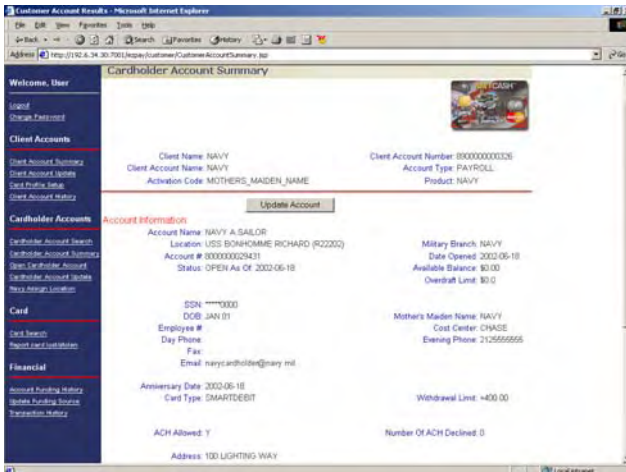 Customer Account Results - Microsoft Internet Explorer
File Edit View Favorites Tools Help
Back Search Favorites History
Address http://192.6.34.30:7001/ezpay/customer/CustomerAccountSummary.jsp Go
Welcome, User
Logout
Change Password
Client Accounts
Client Account Summary
Client Account Update
Card Profile Setup
Client Account History
Cardholder Accounts
Cardholder Account Search
Cardholder Account Summary
Open Cardholder Account
Cardholder Account Update
Navy Assign Location
Card
Card Search
Report card lost/stolen
Financial
Account Funding History
Update Funding Source
Transaction History
Cardholder Account Summary
Client Name: NAVY Client Account Number: 8900000000326
Client Account Name: NAVY Account Type: PAYROLL
Activation Code: MOTHERS_MAIDEN_NAME Product: NAVY
Update Account
Account Information
Account Name: NAVY A SAILOR
Location: USS BONHOMME RICHARD (R22202) Military Branch: NAVY
Account # 8000000029431 Date Opened: 2002-06-18
Status: OPEN As Of: 2002-06-18 Available Balance: $0.00
Overdraft Limit: $0.0
SSN: *****0000
DOB: JAN 01 Mother's Maiden Name: NAVY
Employee # Cost Center: CHASE
Day Phone Evening Phone: 2125555555
Fax:
Email: navycardholder@navy.mil
Anniversary Date: 2002-06-18
Card Type: SMARTDEBIT Withdrawal Limit: +400.00
ACH Allowed: Y Number Of ACH Declined: 0
Address: 100 LIGHTING WAY
Local intranet